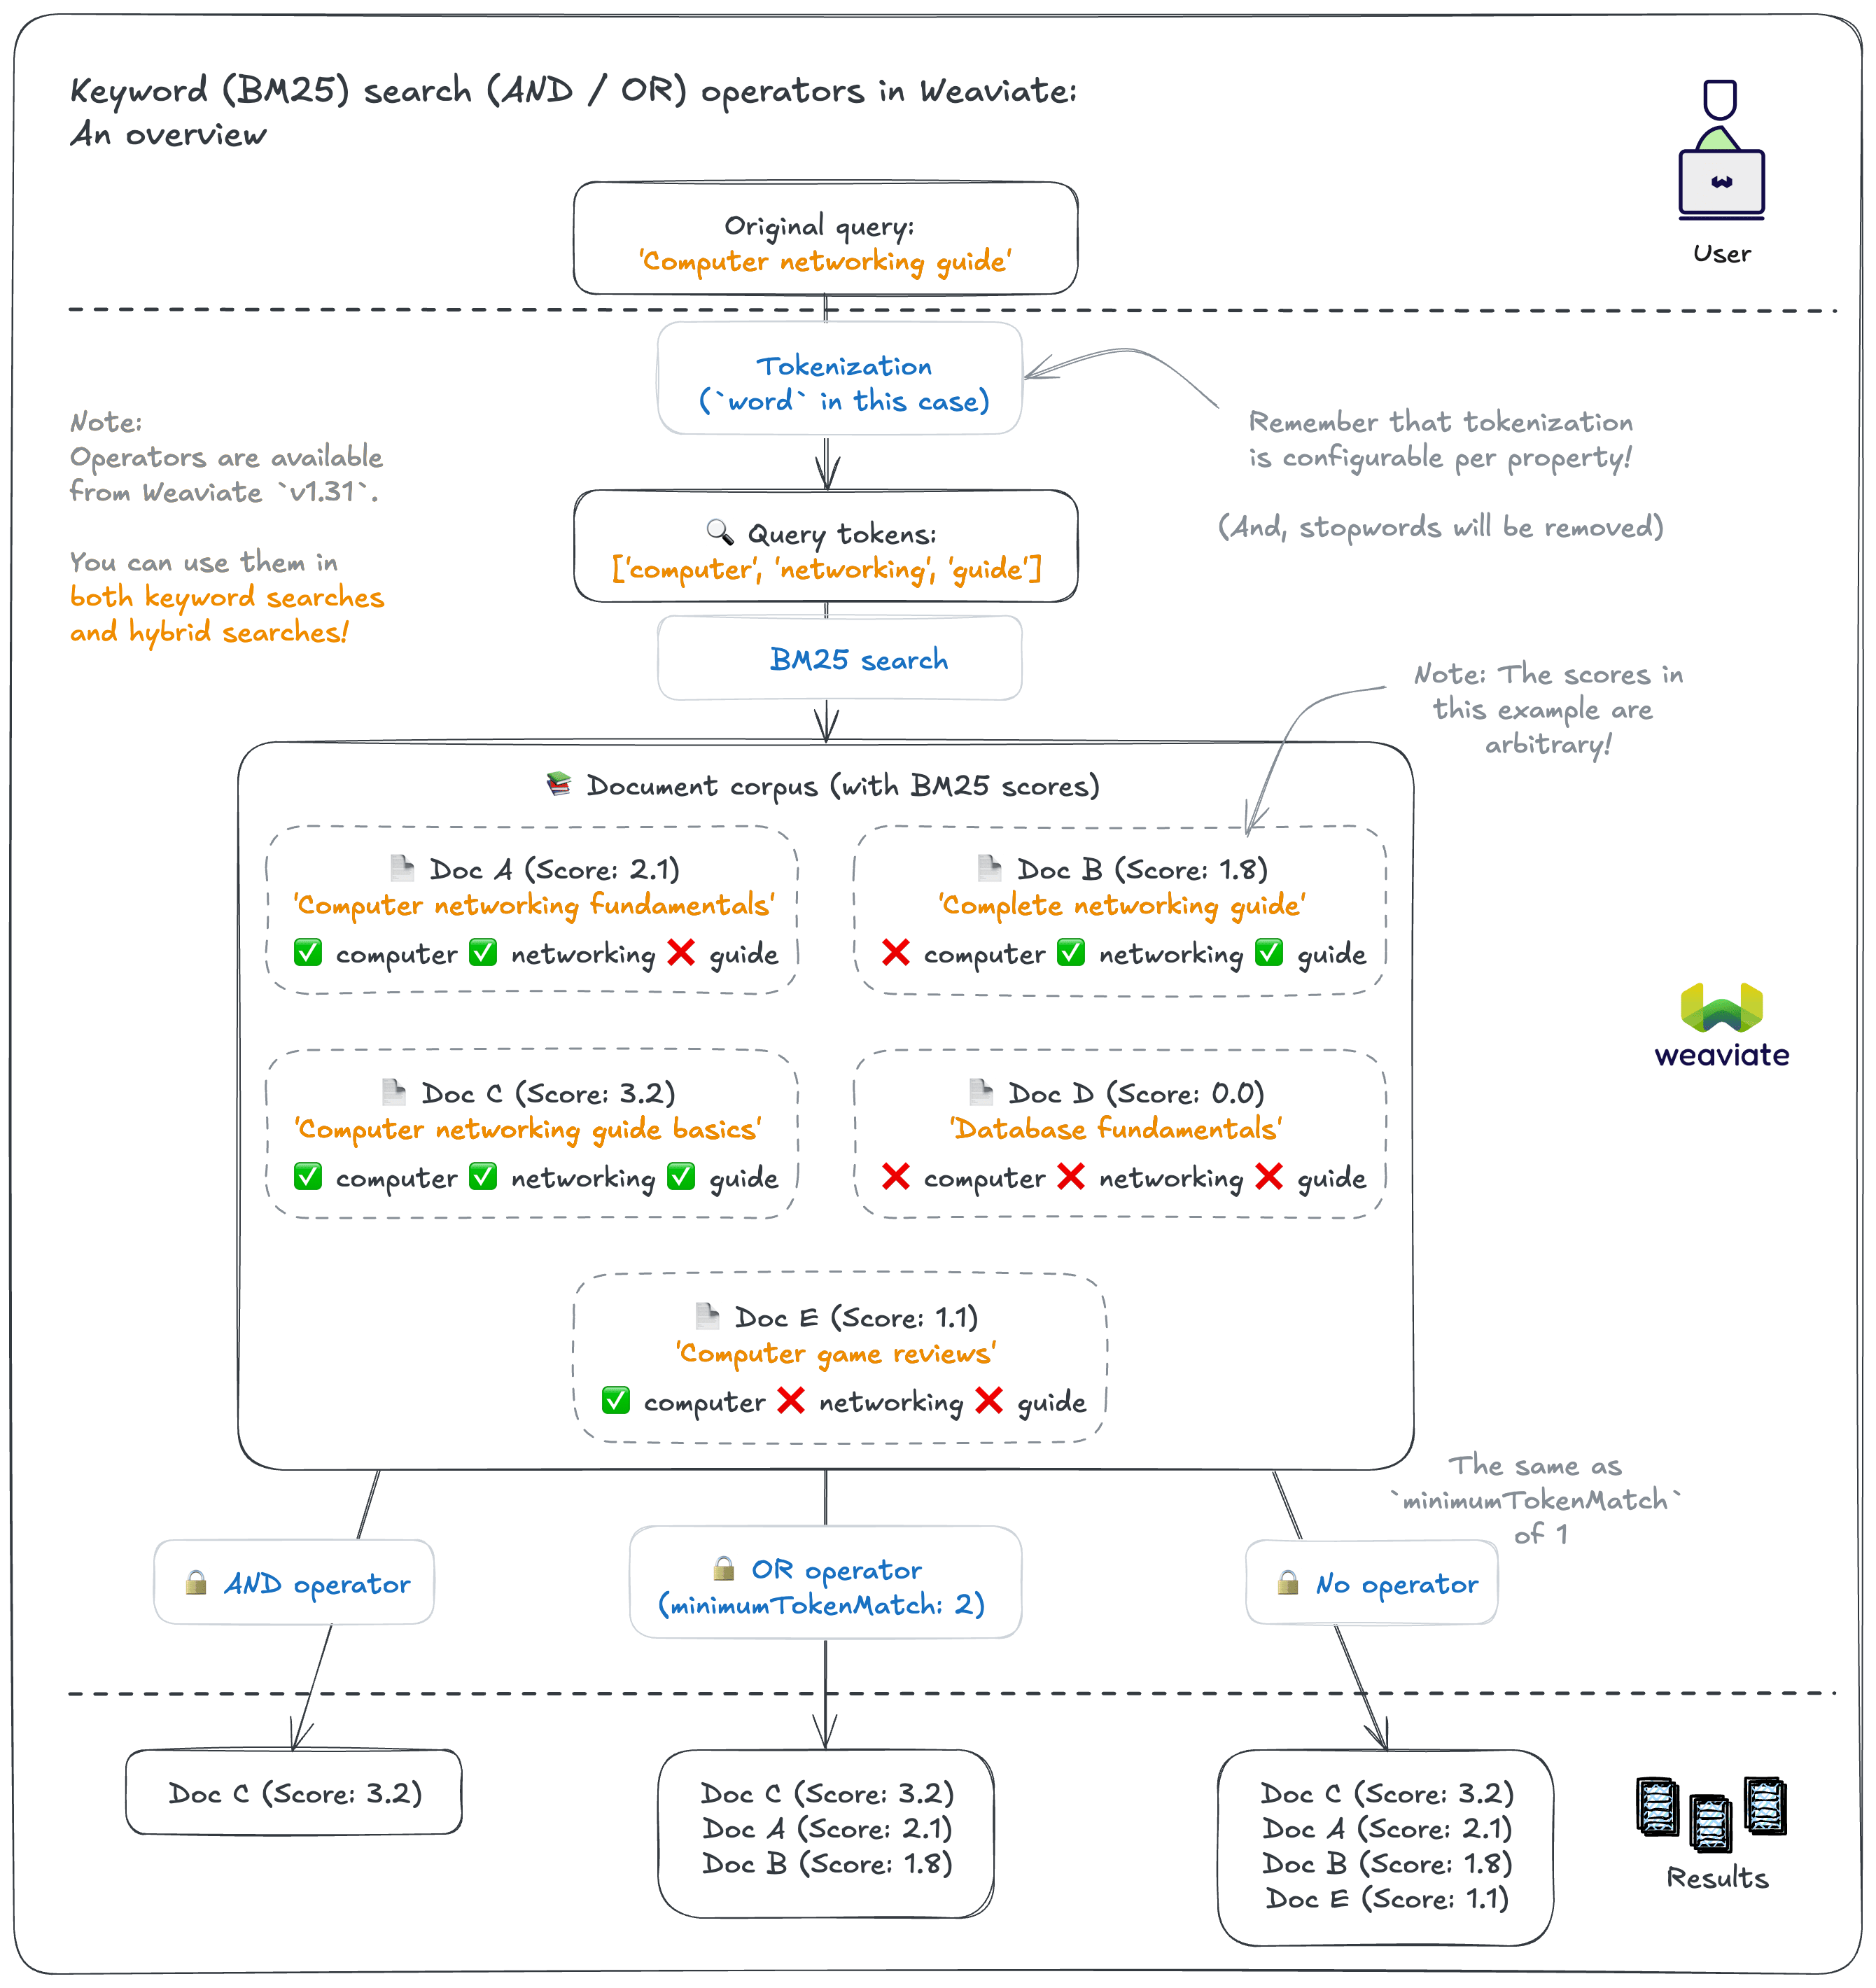 Keyword (BM25) search (AND / OR) operators in Weaviate:
An overview
User
Original query:
'Computer networking guide'
Tokenization
(`word` in this case)
Remember that tokenization
is configurable per property!
(And, stopwords will be removed)
Note:
Operators are available
from Weaviate `v1.31`.
You can use them in
both keyword searches
and hybrid searches!
Query tokens:
['computer', 'networking', 'guide']
BM25 search
Note: The scores in
this example are
arbitrary!
Document corpus (with BM25 scores)
Doc A (Score: 2.1)
'Computer networking fundamentals'
computer networking guide
Doc B (Score: 1.8)
'Complete networking guide'
computer networking guide
Doc C (Score: 3.2)
'Computer networking guide basics'
computer networking guide
Doc D (Score: 0.0)
'Database fundamentals'
computer networking guide
Doc E (Score: 1.1)
'Computer game reviews'
computer networking guide
weaviate
The same as
`minimumTokenMatch`
of 1
AND operator
OR operator
(minimumTokenMatch: 2)
No operator
Doc C (Score: 3.2)
Doc C (Score: 3.2)
Doc A (Score: 2.1)
Doc B (Score: 1.8)
Doc C (Score: 3.2)
Doc A (Score: 2.1)
Doc B (Score: 1.8)
Doc E (Score: 1.1)
Results